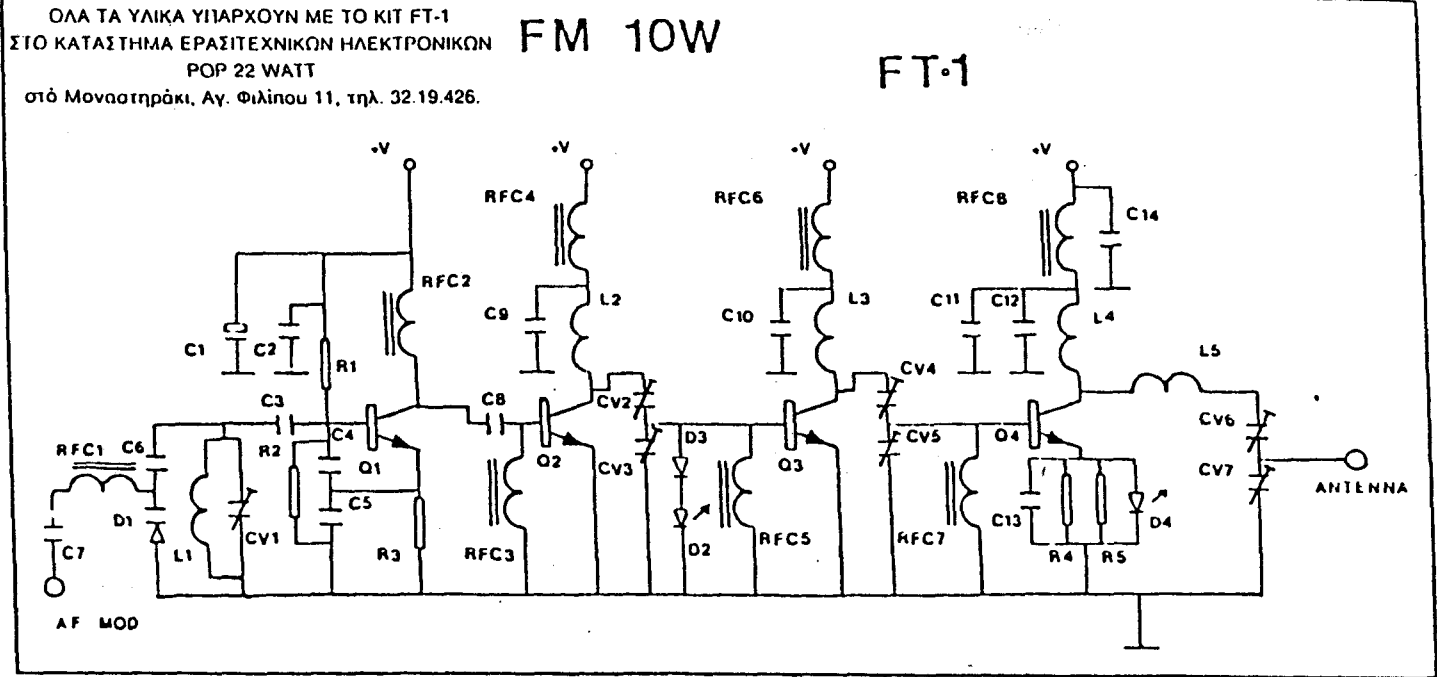 ΟΛΑ ΤΑ ΥΛΙΚΑ ΥΠΑΡΧΟΥΝ ΜΕ ΤΟ ΚΙΤ FT-1
ΣΤΟ ΚΑΤΑΣΤΗΜΑ ΕΡΑΣΙΤΕΧΝΙΚΩΝ ΗΛΕΚΤΡΟΝΙΚΩΝ
POP 22 WATT
στό Μοναστηράκι, Αγ. Φιλίπου 11, τηλ. 32.19.426.
FM 10W
FT-1
+V
+V
+V
+V
RFC4
RFC6
RFC8
C14
RFC2
C9
L2
C10
L3
C11
C12
L4
C1
C2
R1
L5
CV4
C3
C8
CV2
CV6
RFC1
C6
R2
C4
Q1
Q2
CV3
D3
Q3
CV5
Q4
CV7
ANTENNA
C7
D1
L1
CV1
C5
R3
RFC3
D2
RFC5
RFC7
C13
R4
R5
D4
AF MOD